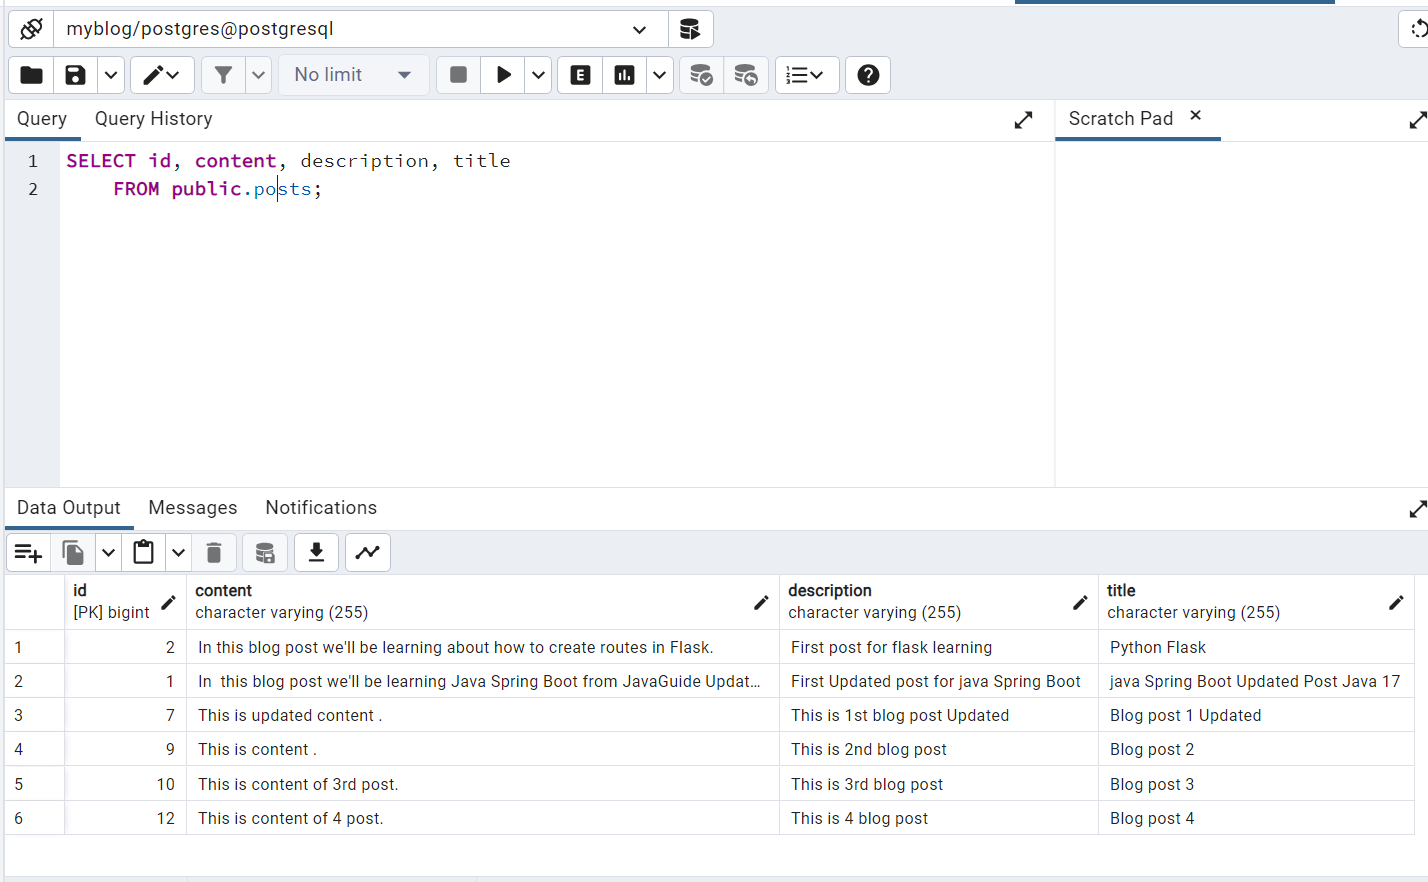 myblog/postgres@postgresql
No limit
E
Query Query History Scratch Pad
1 SELECT id, content, description, title
2 FROM public.posts;
Data Output Messages Notifications
id content description title
[PK] bigint character varying (255) character varying (255) character varying (255)
1 2 In this blog post we'll be learning about how to create routes in Flask. First post for flask learning Python Flask
2 1 In  this blog post we'll be learning Java Spring Boot from JavaGuide Updat... First Updated post for java Spring Boot java Spring Boot Updated Post Java 17
3 7 This is updated content . This is 1st blog post Updated Blog post 1 Updated
4 9 This is content . This is 2nd blog post Blog post 2
5 10 This is content of 3rd post. This is 3rd blog post Blog post 3
6 12 This is content of 4 post. This is 4 blog post Blog post 4